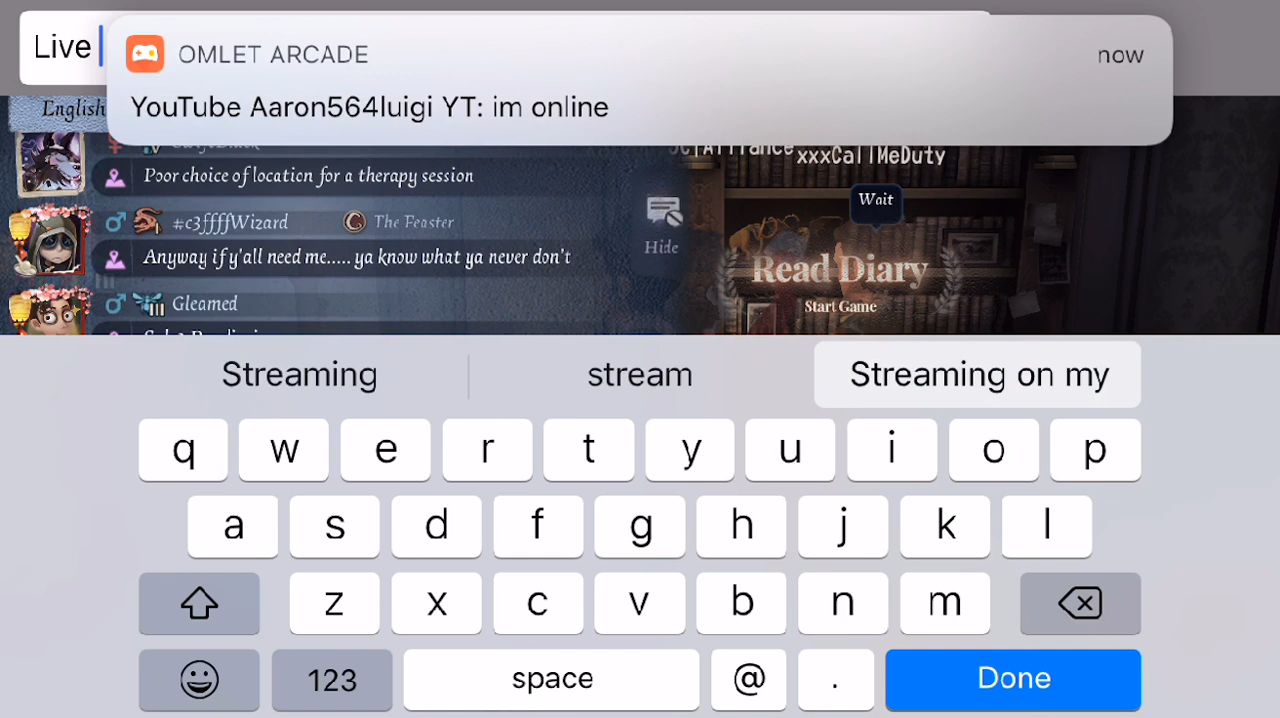 Live
OMLET ARCADE
now
YouTube Aaron564luigi YT: im online
English
xxxCallMeDuty
Poor choice of location for a therapy session
Wait
#c3ffffWizard
The Feaster
Hide
Anyway if y'all need me..... ya know what ya never don't
Read Diary
Start Game
Gleamed
Streaming
stream
Streaming on my
q w e r t y u i o p
a s d f g h j k l
z x c v b n m
123
space
@
.
Done